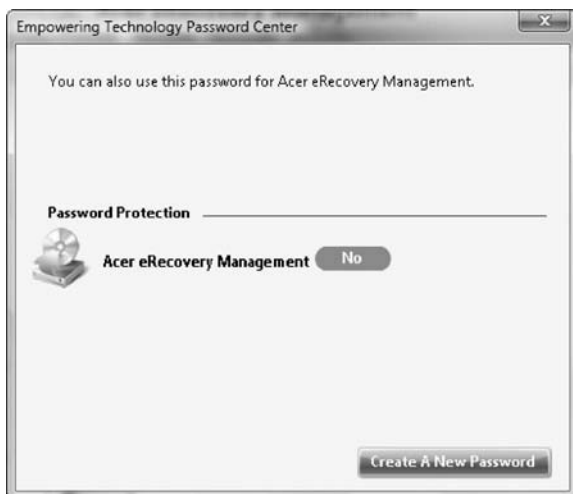 Empowering Technology Password Center
You can also use this password for Acer eRecovery Management.
Password Protection
Acer eRecovery Management No
Create A New Password